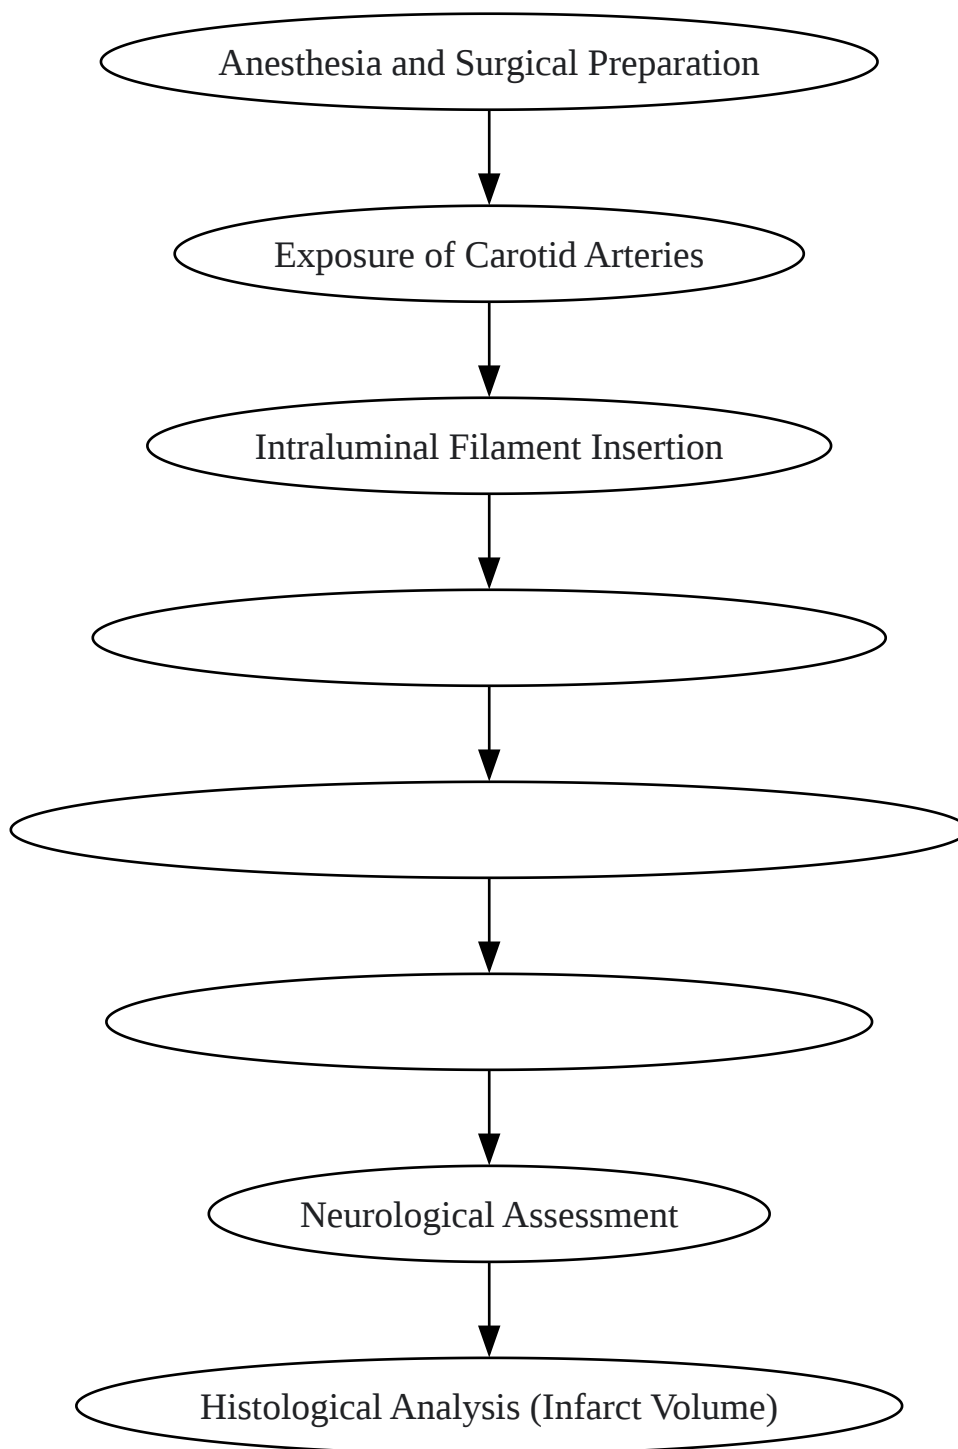 Anesthesia and Surgical Preparation
Exposure of Carotid Arteries
Intraluminal Filament Insertion
Neurological Assessment
Histological Analysis (Infarct Volume)